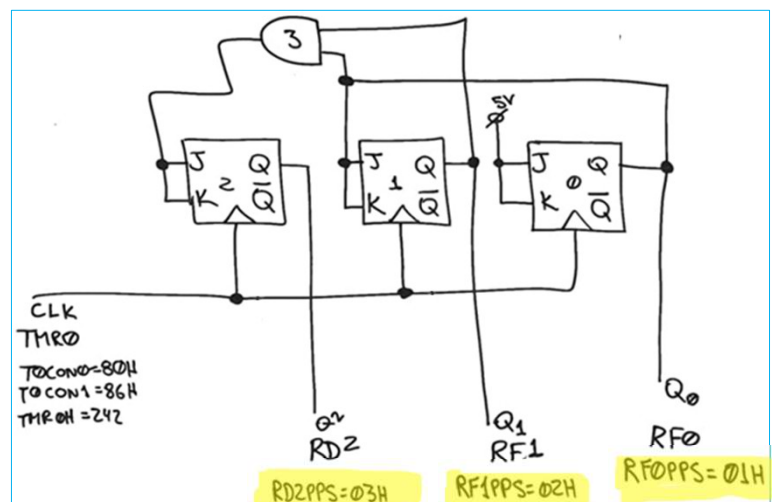 3
5V
J Q
2
K Q̅
J Q
1
K Q̅
J Q
0
K Q̅
CLK
TMR0
T0CON0=80H
T0CON1=86H
TMR0H=242
Q2
RD2
RD2PPS=03H
Q1
RF1
RF1PPS=02H
Q0
RF0
RF0PPS=01H